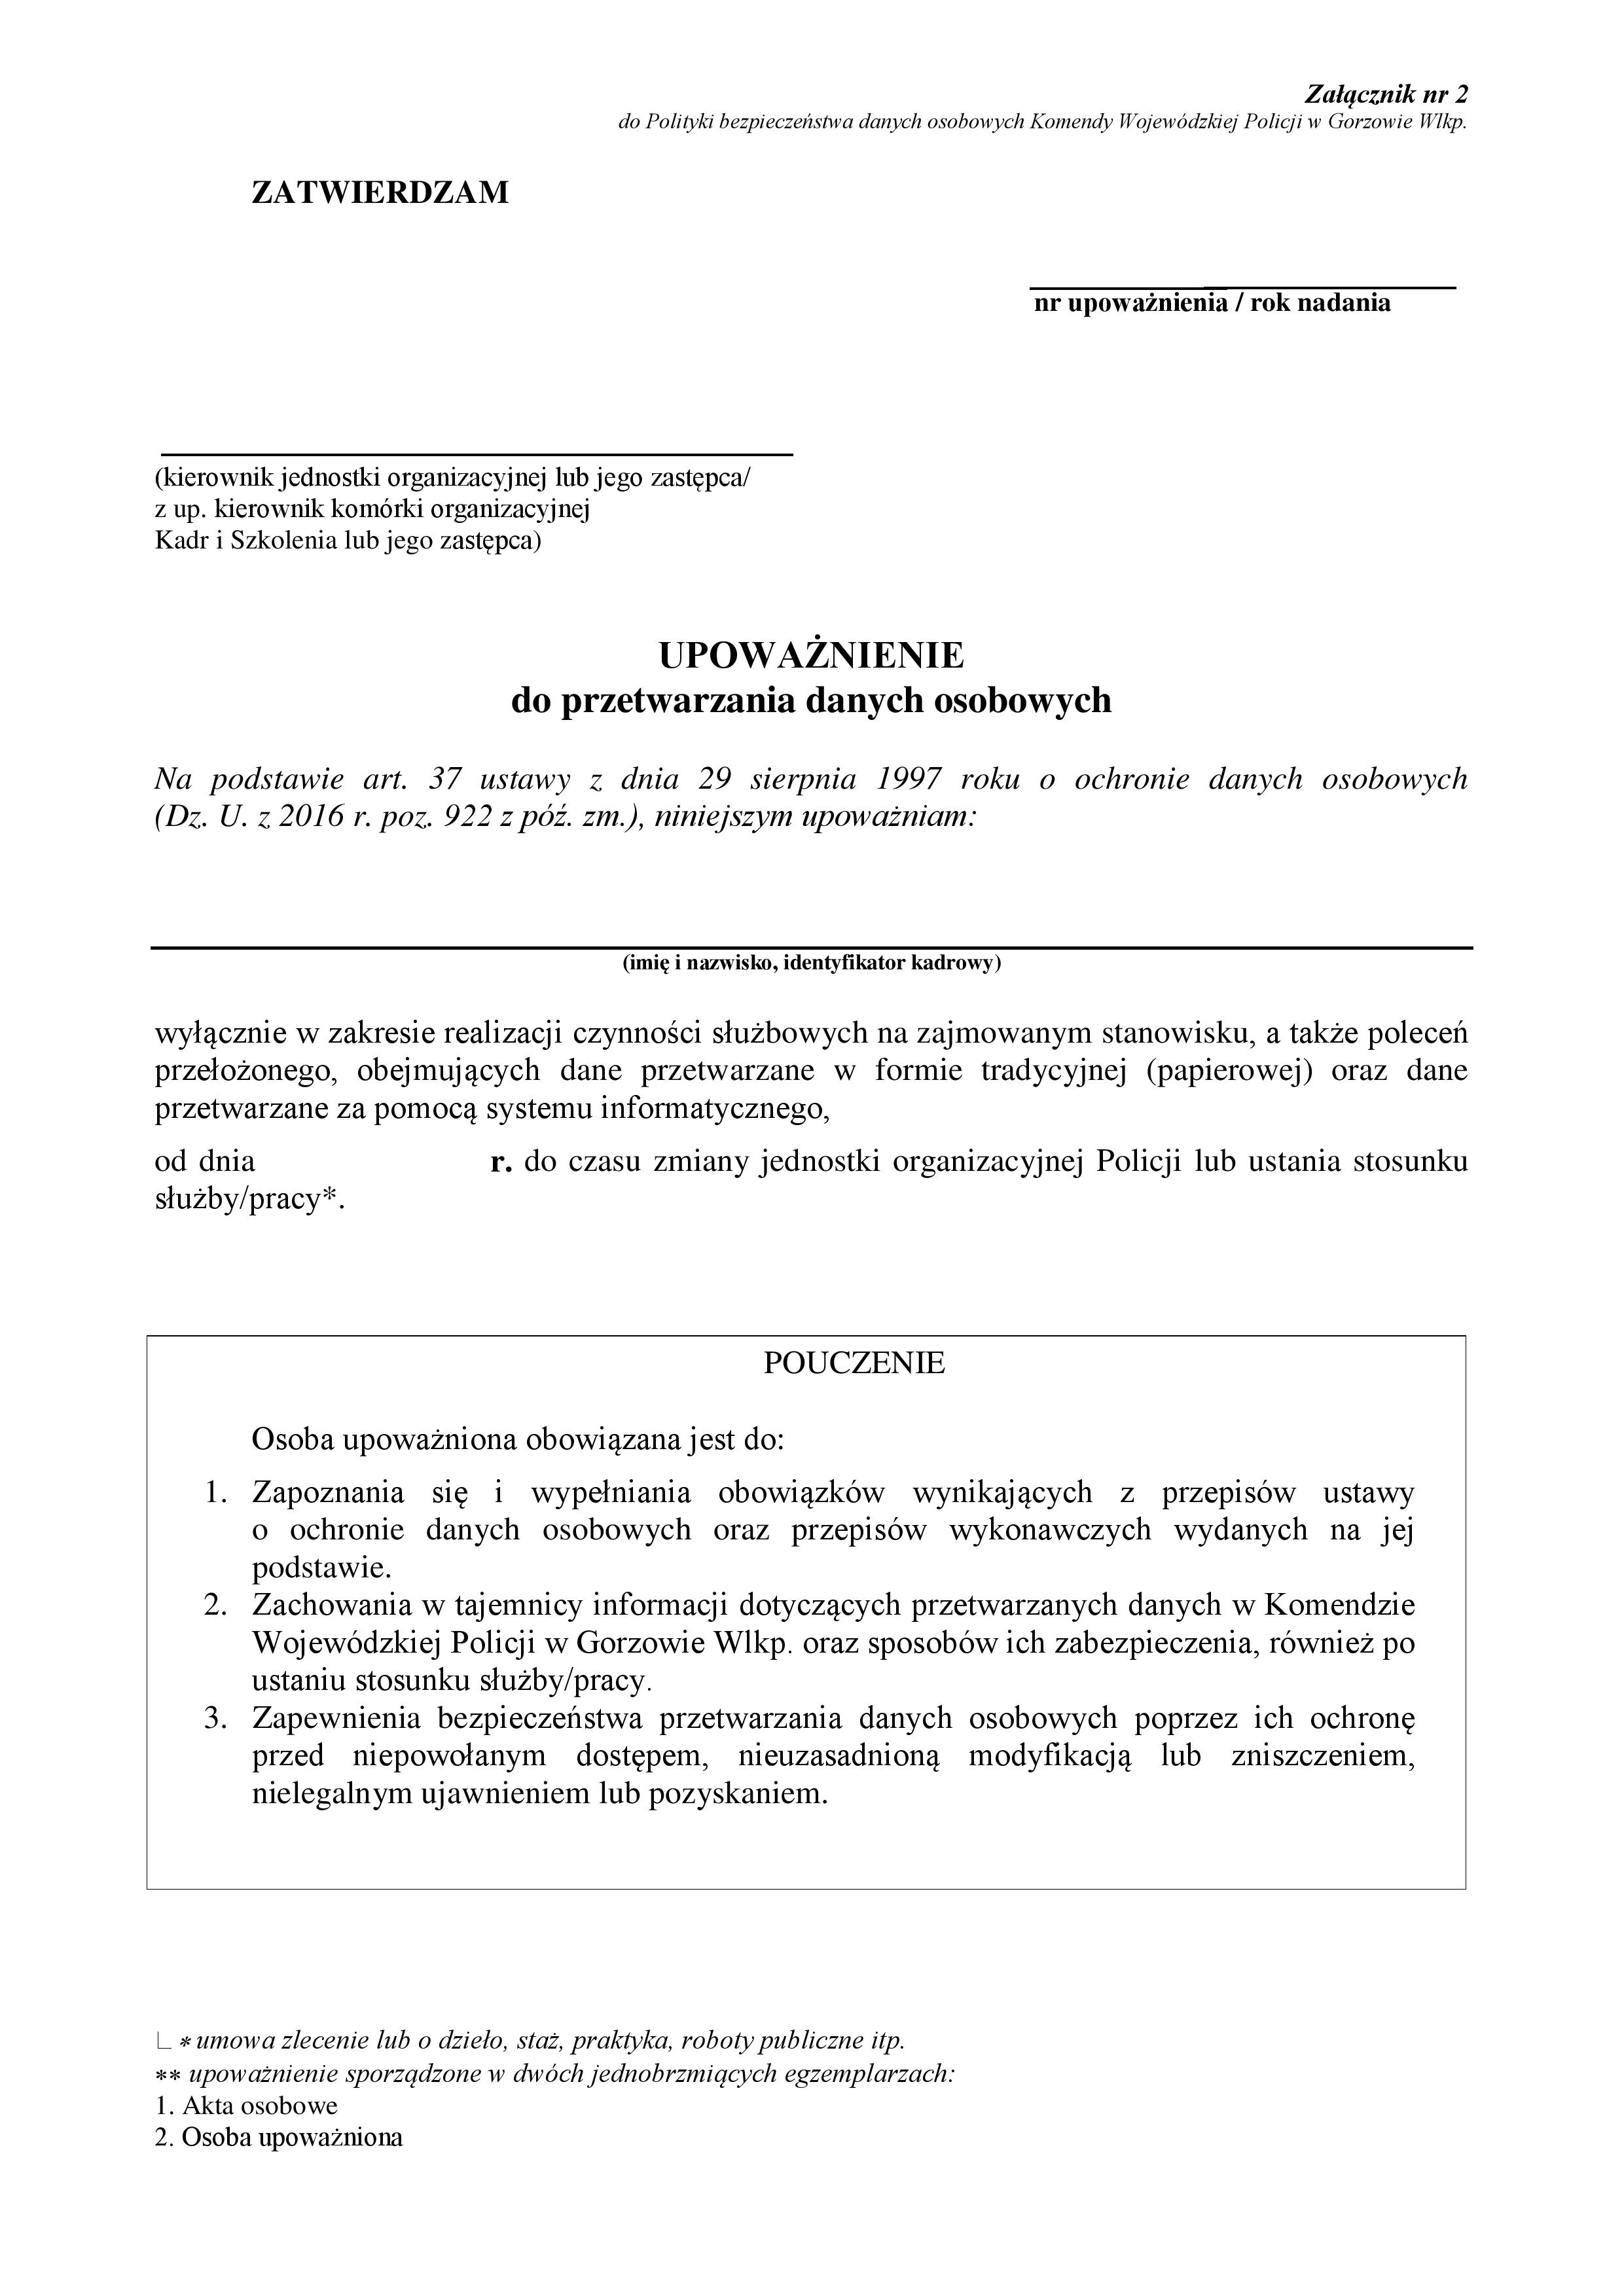 Załącznik nr 2
do Polityki bezpieczeństwa danych osobowych Komendy Wojewódzkiej Policji w Gorzowie Wlkp.
ZATWIERDZAM
nr upoważnienia / rok nadania
(kierownik jednostki organizacyjnej lub jego zastępca/
z up. kierownik komórki organizacyjnej
Kadr i Szkolenia lub jego zastępca)
UPOWAŻNIENIE
do przetwarzania danych osobowych
Na podstawie art. 37 ustawy z dnia 29 sierpnia 1997 roku o ochronie danych osobowych
(Dz. U. z 2016 r. poz. 922 z póź. zm.), niniejszym upoważniam:
(imię i nazwisko, identyfikator kadrowy)
wyłącznie w zakresie realizacji czynności służbowych na zajmowanym stanowisku, a także poleceń
przełożonego, obejmujących dane przetwarzane w formie tradycyjnej (papierowej) oraz dane
przetwarzane za pomocą systemu informatycznego,
od dnia r. do czasu zmiany jednostki organizacyjnej Policji lub ustania stosunku
służby/pracy*.
POUCZENIE
Osoba upoważniona obowiązana jest do:
1. Zapoznania się i wypełniania obowiązków wynikających z przepisów ustawy
o ochronie danych osobowych oraz przepisów wykonawczych wydanych na jej
podstawie.
2. Zachowania w tajemnicy informacji dotyczących przetwarzanych danych w Komendzie
Wojewódzkiej Policji w Gorzowie Wlkp. oraz sposobów ich zabezpieczenia, również po
ustaniu stosunku służby/pracy.
3. Zapewnienia bezpieczeństwa przetwarzania danych osobowych poprzez ich ochronę
przed niepowołanym dostępem, nieuzasadnioną modyfikacją lub zniszczeniem,
nielegalnym ujawnieniem lub pozyskaniem.
* umowa zlecenie lub o dzieło, staż, praktyka, roboty publiczne itp.
** upoważnienie sporządzone w dwóch jednobrzmiących egzemplarzach:
1. Akta osobowe
2. Osoba upoważniona